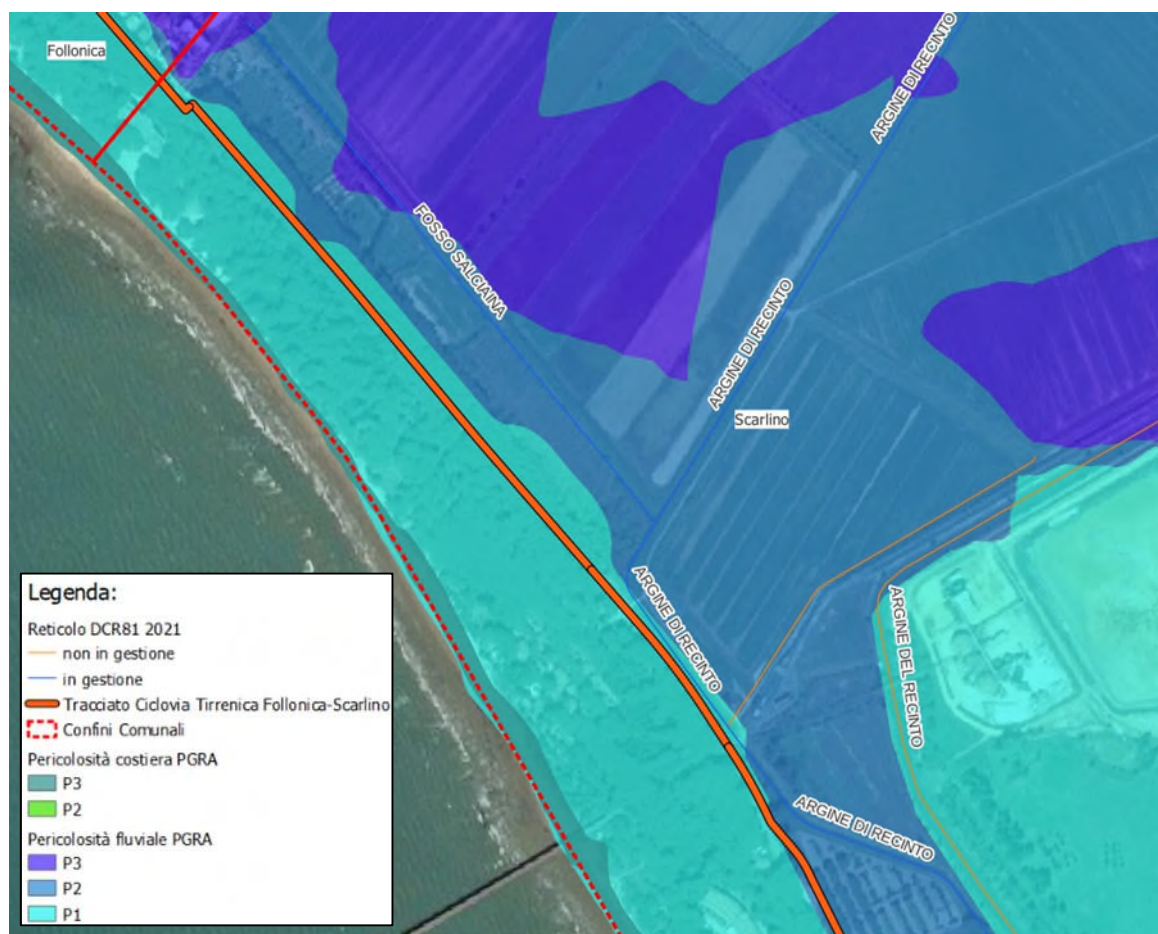 Follonica
ARGINE DI RECINTO
FOSSO SALCIAINA
ARGINE DI RECINTO
Scarlino
ARGINE DI RECINTO
ARGINE DEL RECINTO
ARGINE DI RECINTO
Legenda:
Reticolo DCR81 2021
non in gestione
in gestione
Tracciato Ciclovia Tirrenica Follonica-Scarlino
Confini Comunali
Pericolosità costiera PGRA
P3
P2
Pericolosità fluviale PGRA
P3
P2
P1